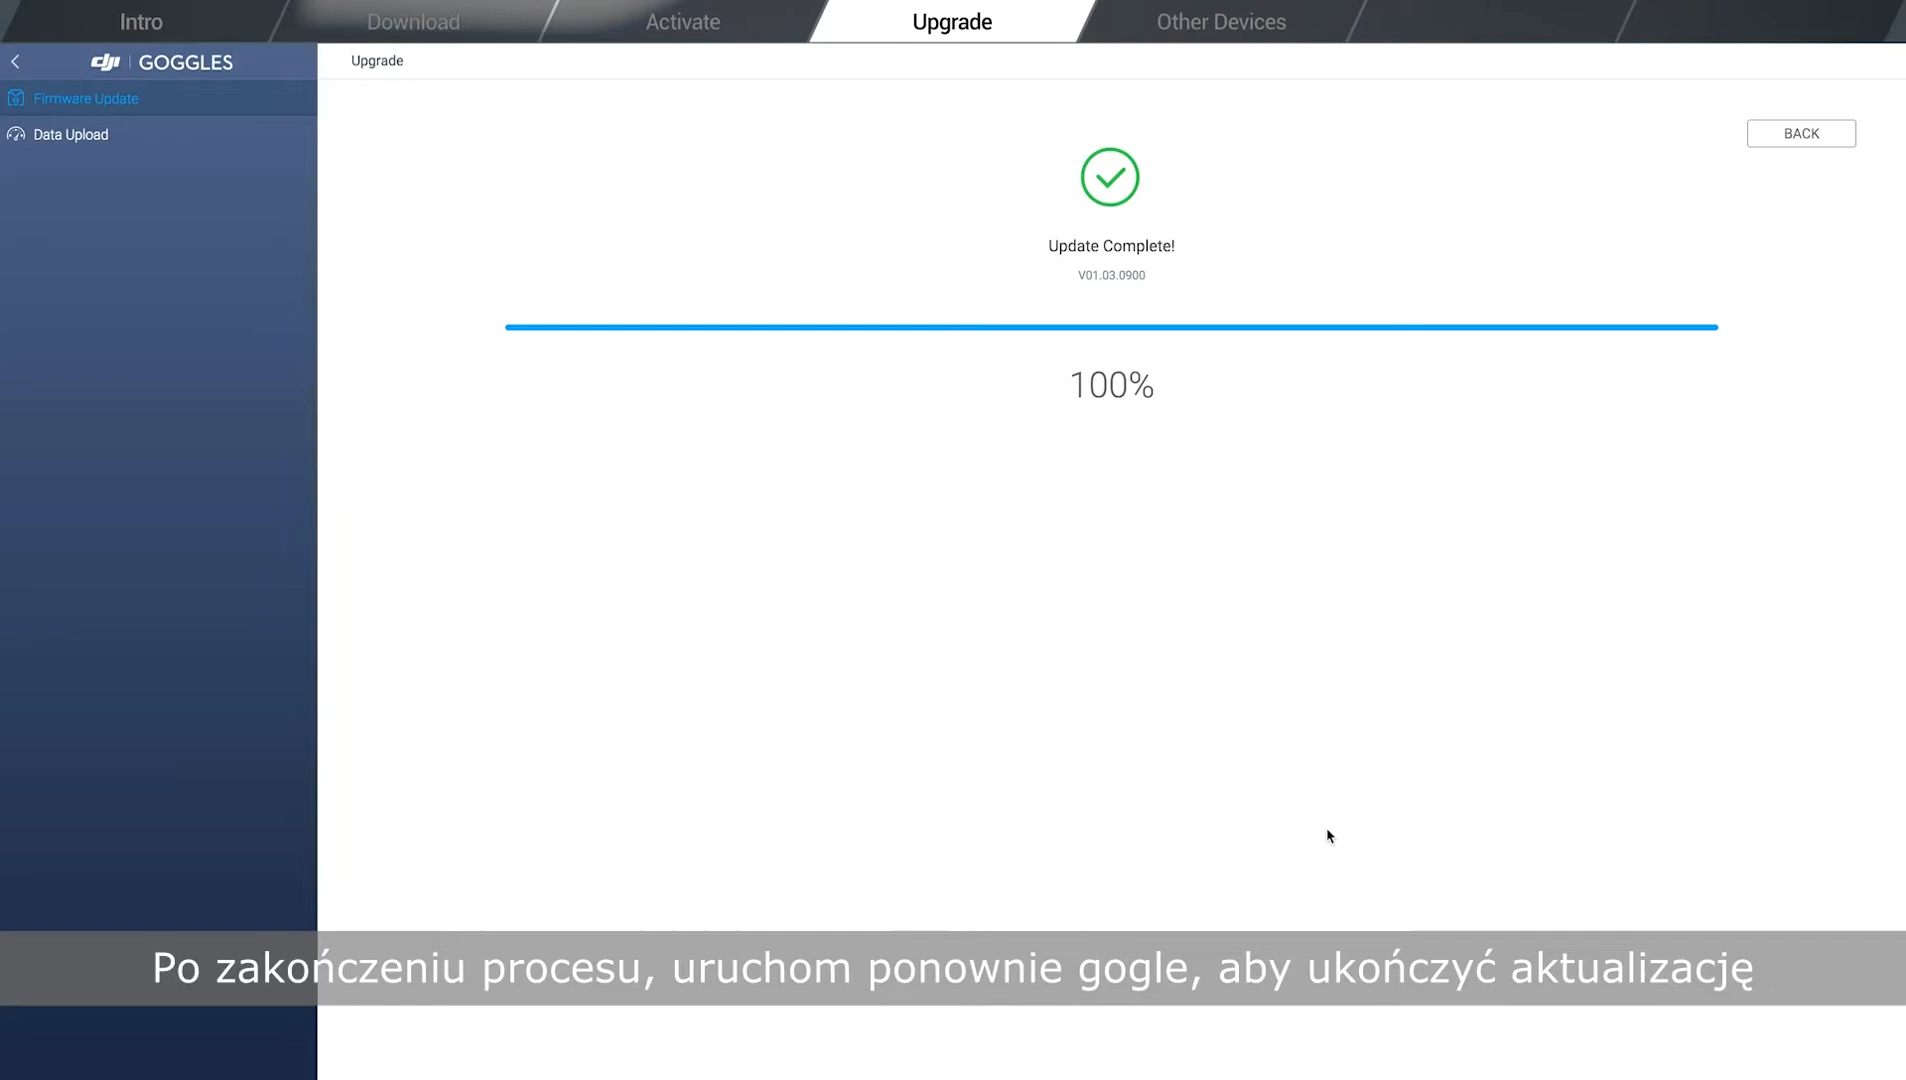 Intro
Download
Activate
Upgrade
Other Devices
dji GOGGLES
Upgrade
Firmware Update
Data Upload
BACK
Update Complete!
V01.03.0900
100%
Po zakończeniu procesu, uruchom ponownie gogle, aby ukończyć aktualizację